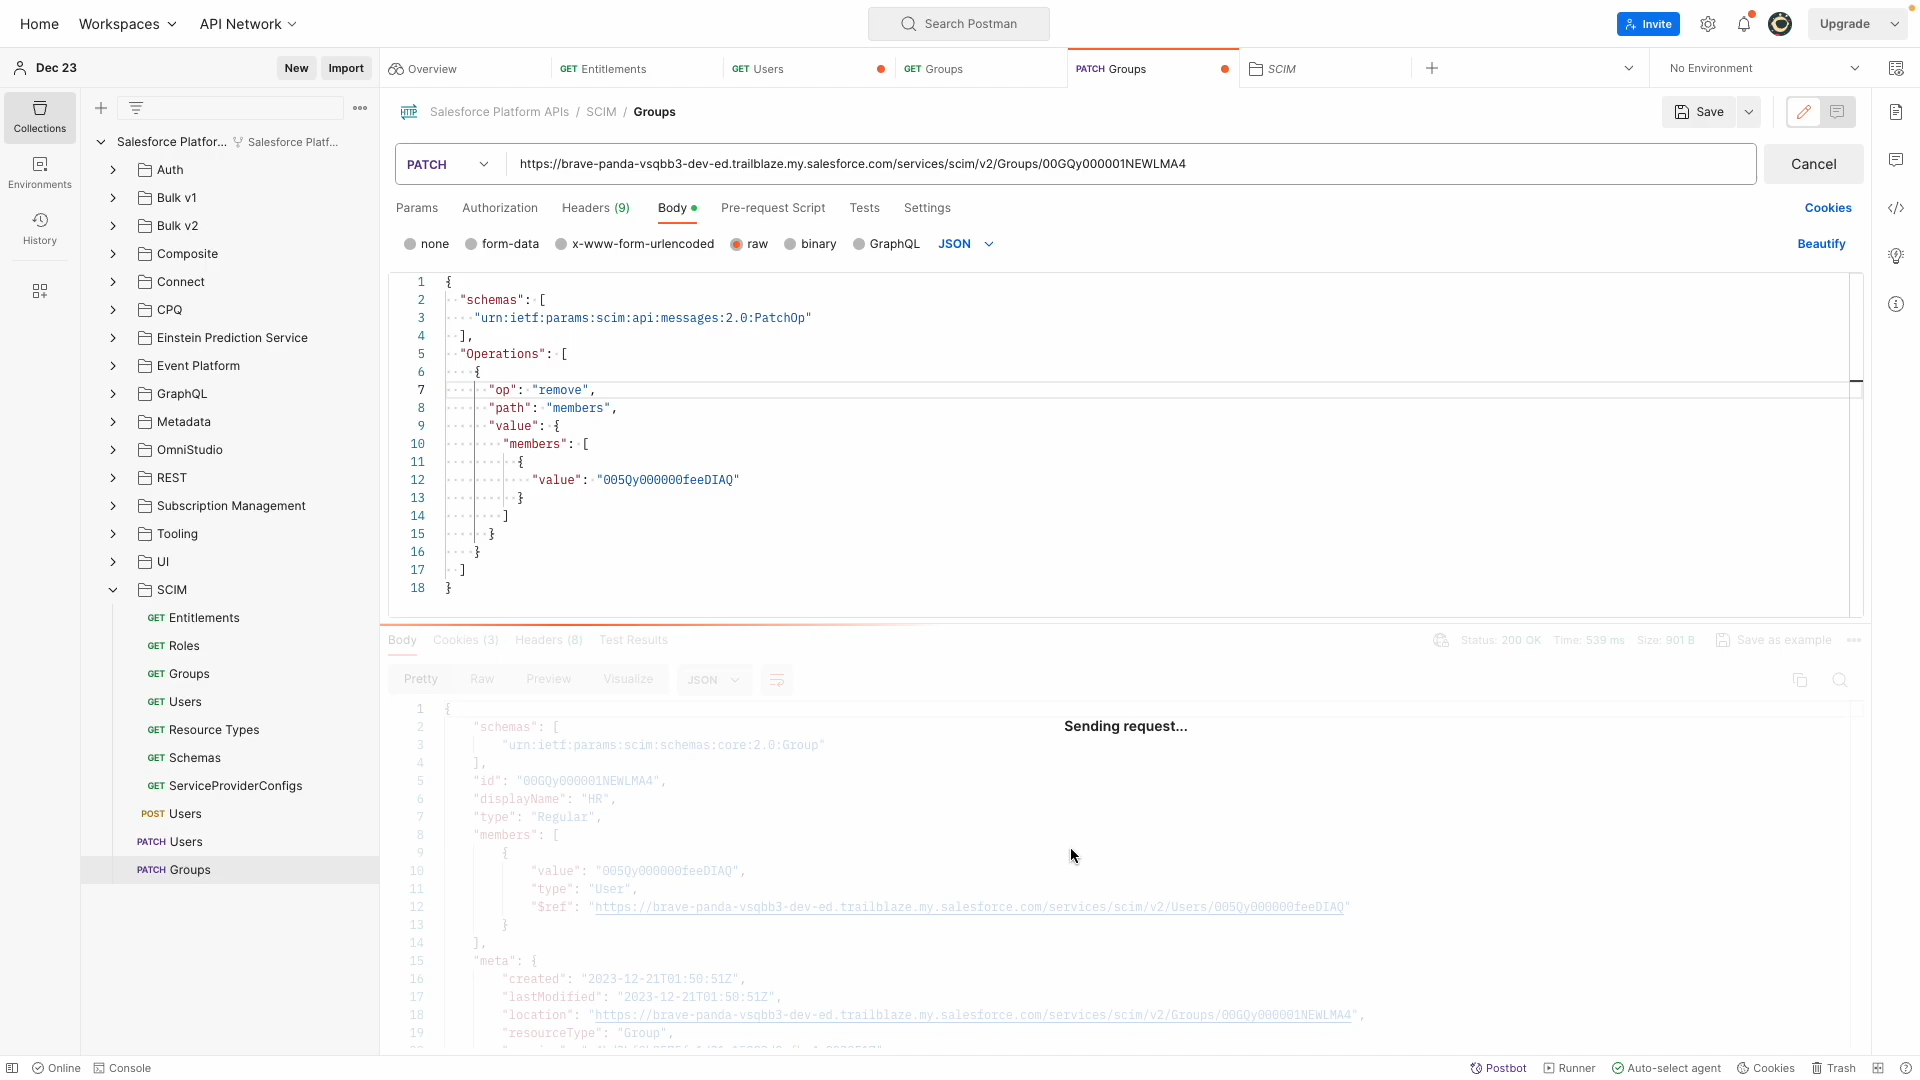 Home Workspaces API Network Search Postman Invite Upgrade
Dec 23 New Import Overview GET Entitlements GET Users GET Groups PATCH Groups SCIM No Environment
Collections
Environments
History
Salesforce Platfor... Salesforce Platf...
Auth
Bulk v1
Bulk v2
Composite
Connect
CPQ
Einstein Prediction Service
Event Platform
GraphQL
Metadata
OmniStudio
REST
Subscription Management
Tooling
UI
SCIM
GET Entitlements
GET Roles
GET Groups
GET Users
GET Resource Types
GET Schemas
GET ServiceProviderConfigs
POST Users
PATCH Users
PATCH Groups
HTTP Salesforce Platform APIs / SCIM / Groups Save
PATCH https://brave-panda-vsqbb3-dev-ed.trailblaze.my.salesforce.com/services/scim/v2/Groups/00GQy000001NEWLMA4 Cancel
Params Authorization Headers (9) Body Pre-request Script Tests Settings Cookies
none form-data x-www-form-urlencoded raw binary GraphQL JSON Beautify
1 {
2 "schemas": [
3 "urn:ietf:params:scim:api:messages:2.0:PatchOp"
4 ],
5 "Operations": [
6 {
7 "op": "remove",
8 "path": "members",
9 "value": {
10 "members": [
11 {
12 "value": "005Qy000000feeDIAQ"
13 }
14 ]
15 }
16 }
17 ]
18 }
Body Cookies (3) Headers (8) Test Results Status: 200 OK Time: 539 ms Size: 901 B Save as example
Pretty Raw Preview Visualize JSON
Sending request...
1 {
2 "schemas": [
3 "urn:ietf:params:scim:schemas:core:2.0:Group"
4 ],
5 "id": "00GQy000001NEWLMA4",
6 "displayName": "HR",
7 "type": "Regular",
8 "members": [
9 {
10 "value": "005Qy000000feeDIAQ",
11 "type": "User",
12 "$ref": "https://brave-panda-vsqbb3-dev-ed.trailblaze.my.salesforce.com/services/scim/v2/Users/005Qy000000feeDIAQ"
13 }
14 ],
15 "meta": {
16 "created": "2023-12-21T01:50:51Z",
17 "lastModified": "2023-12-21T01:50:51Z",
18 "location": "https://brave-panda-vsqbb3-dev-ed.trailblaze.my.salesforce.com/services/scim/v2/Groups/00GQy000001NEWLMA4",
19 "resourceType": "Group",
Online Console Postbot Runner Auto-select agent Cookies Trash